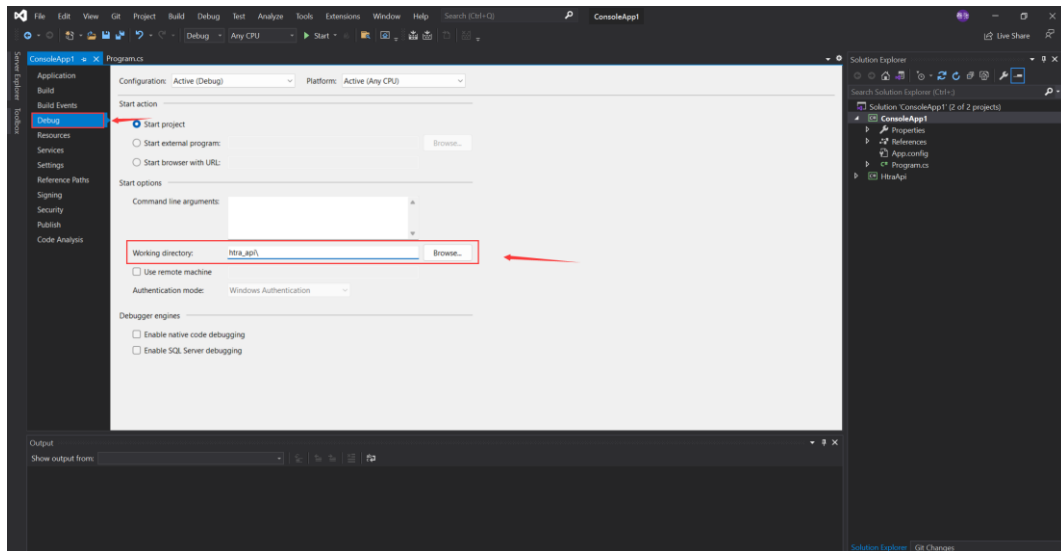 File Edit View Git Project Build Debug Test Analyze Tools Extensions Window Help Search (Ctrl+Q) ConsoleApp1
Debug Any CPU Start Live Share
Server Explorer
Toolbox
ConsoleApp1 Program.cs
Application
Build
Build Events
Debug
Resources
Services
Settings
Reference Paths
Signing
Security
Publish
Code Analysis
Configuration: Active (Debug) Platform: Active (Any CPU)
Start action
Start project
Start external program: Browse...
Start browser with URL:
Start options
Command line arguments:
Working directory: htra_api\ Browse...
Use remote machine
Authentication mode: Windows Authentication
Debugger engines
Enable native code debugging
Enable SQL Server debugging
Solution Explorer
Search Solution Explorer (Ctrl+;)
Solution 'ConsoleApp1' (2 of 2 projects)
ConsoleApp1
Properties
References
App.config
C# Program.cs
HtraApi
Output
Show output from:
Solution Explorer Git Changes